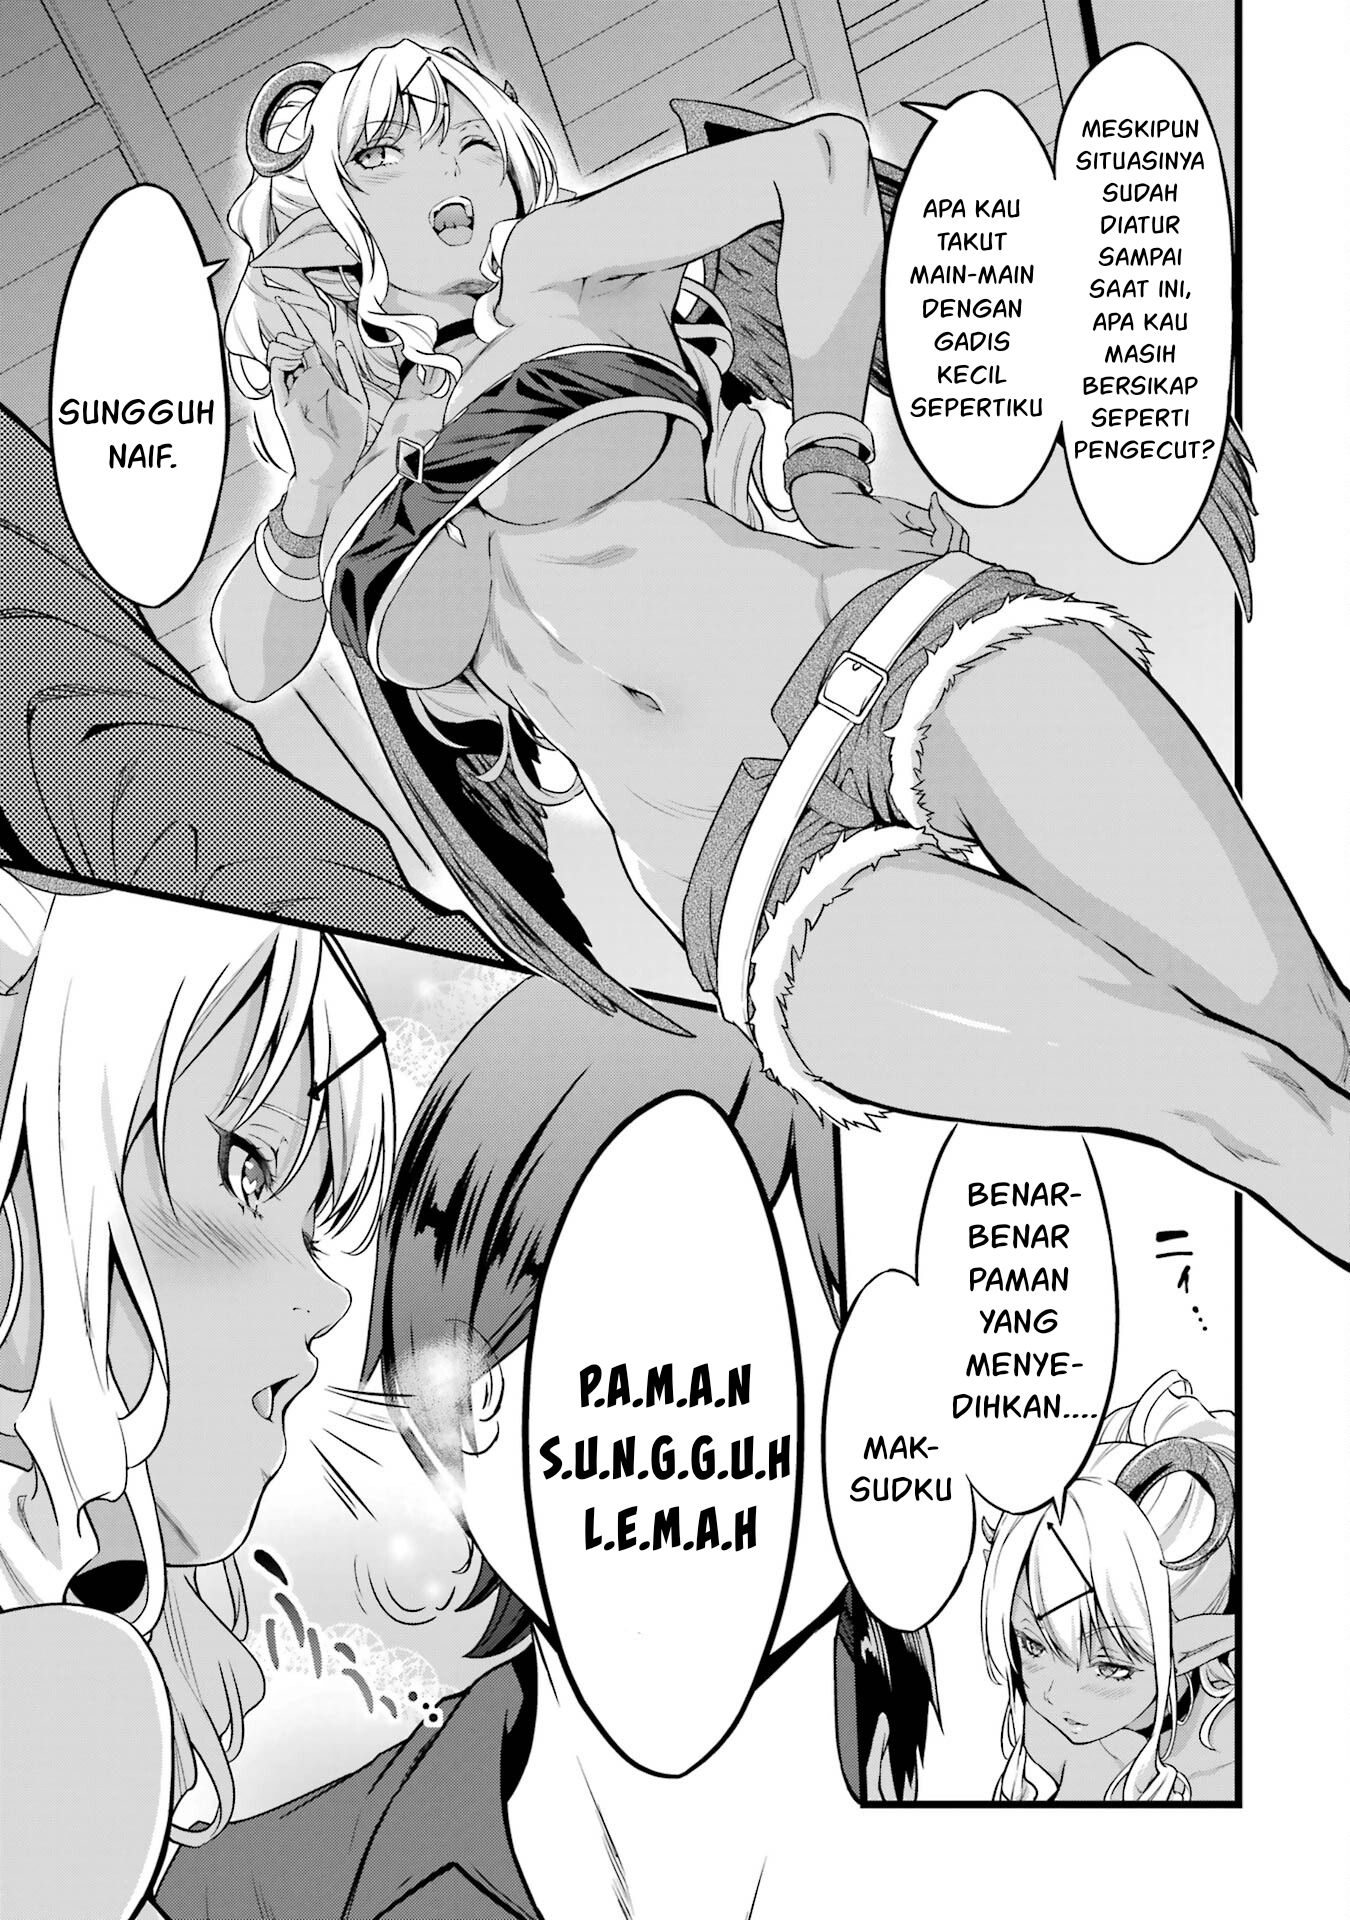 MESKIPUN
SITUASINYA
SUDAH
DIATUR
SAMPAI
SAAT INI,
APA KAU
MASIH
BERSIKAP
SEPERTI
PENGECUT?
APA KAU
TAKUT
MAIN-MAIN
DENGAN
GADIS
KECIL
SEPERTIKU
SUNGGUH
NAIF.
BENAR-
BENAR
PAMAN
YANG
MENYE-
DIHKAN....
MAK-
SUDKU
ニィ…
P.A.M.A.N
S.U.N.G.G.U.H
L.E.M.A.H